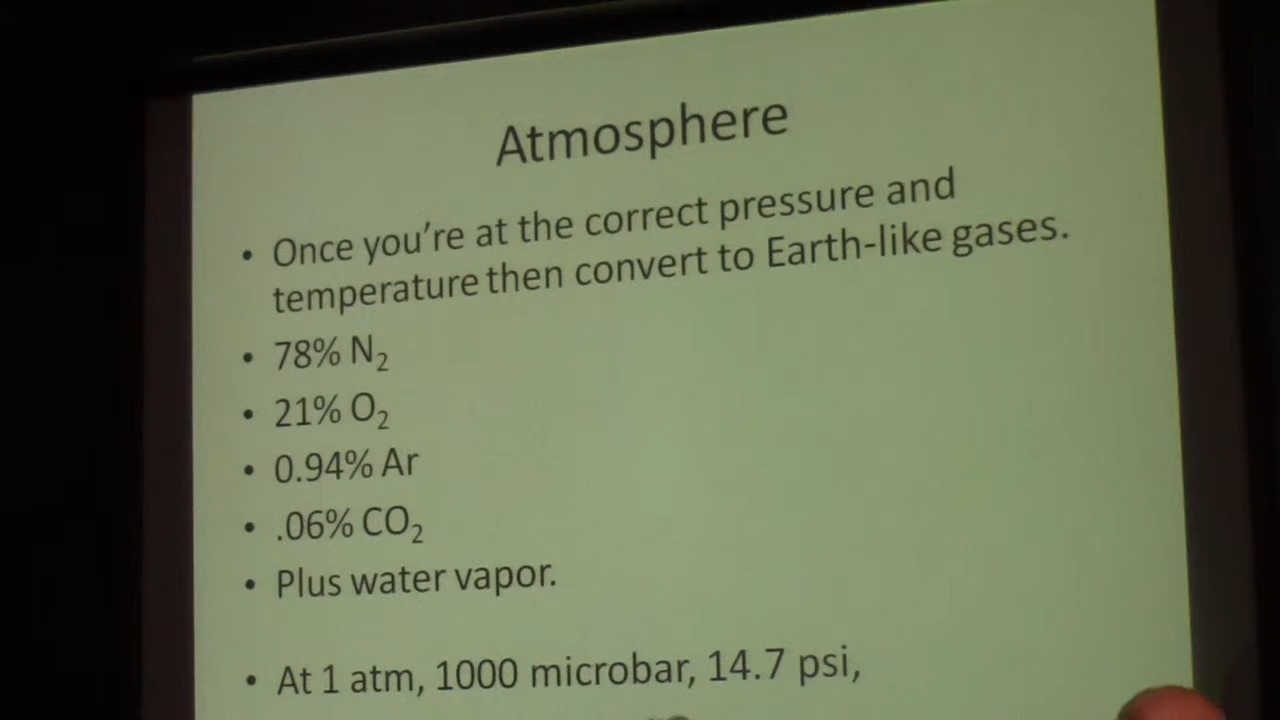 Atmosphere
• Once you're at the correct pressure and
temperature then convert to Earth-like gases.
• 78% N₂
• 21% O₂
• 0.94% Ar
• .06% CO₂
• Plus water vapor.
• At 1 atm, 1000 microbar, 14.7 psi,